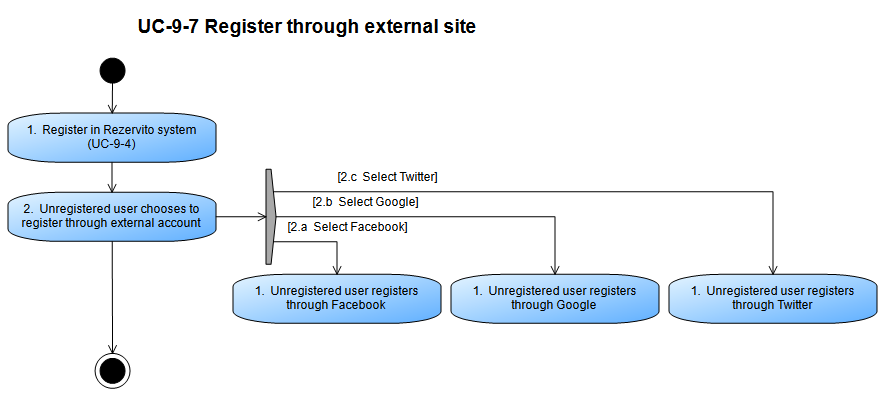 UC-9-7 Register through external site
1. Register in Rezervito system
(UC-9-4)
2. Unregistered user chooses to
register through external account
[2.c Select Twitter]
[2.b Select Google]
[2.a Select Facebook]
1. Unregistered user registers
through Facebook
1. Unregistered user registers
through Google
1. Unregistered user registers
through Twitter